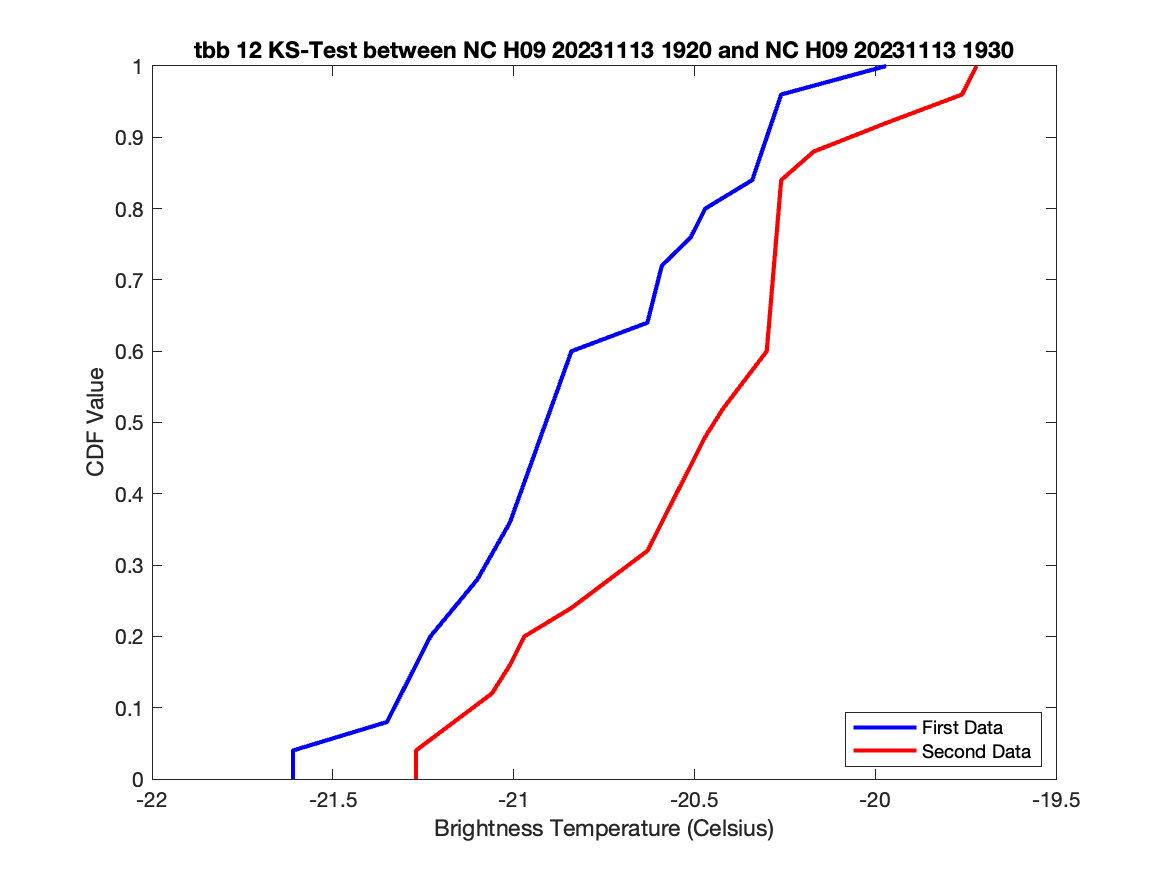 tbb 12 KS-Test between NC H09 20231113 1920 and NC H09 20231113 1930
1
0.9
0.8
0.7
0.6
0.5
0.4
0.3
0.2
0.1
0
CDF Value
First Data
Second Data
-22 -21.5 -21 -20.5 -20 -19.5
Brightness Temperature (Celsius)